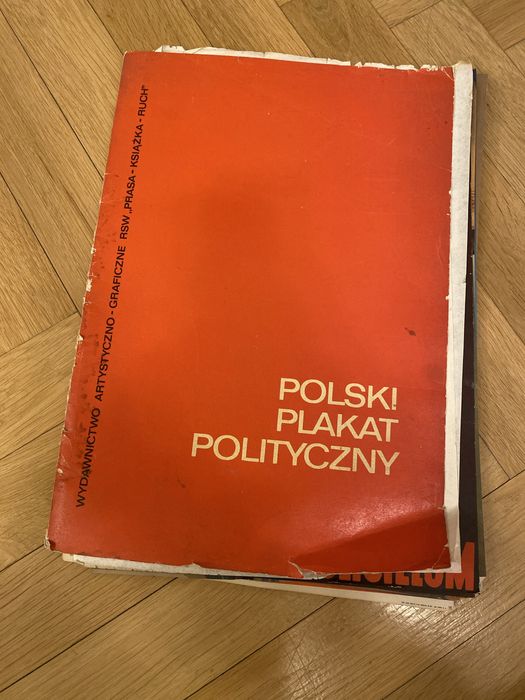 WYDAWNICTWO ARTYSTYCZNO - GRAFICZNE RSW „PRASA - KSIĄŻKA - RUCH"
POLSKI
PLAKAT
POLITYCZNY